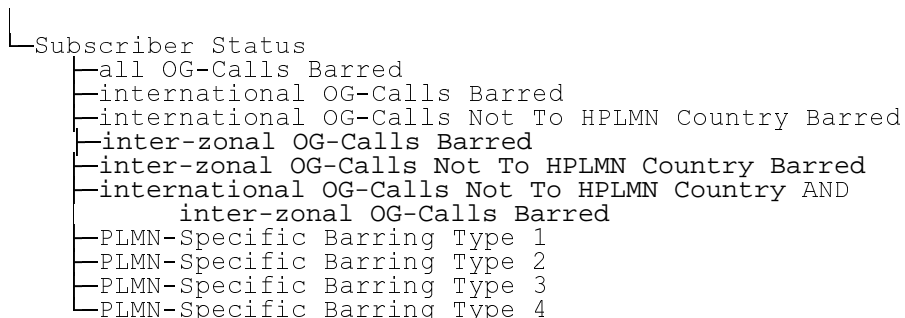 Subscriber Status
all OG-Calls Barred
international OG-Calls Barred
international OG-Calls Not To HPLMN Country Barred
inter-zonal OG-Calls Barred
inter-zonal OG-Calls Not To HPLMN Country Barred
international OG-Calls Not To HPLMN Country AND
inter-zonal OG-Calls Barred
PLMN-Specific Barring Type 1
PLMN-Specific Barring Type 2
PLMN-Specific Barring Type 3
PLMN-Specific Barring Type 4